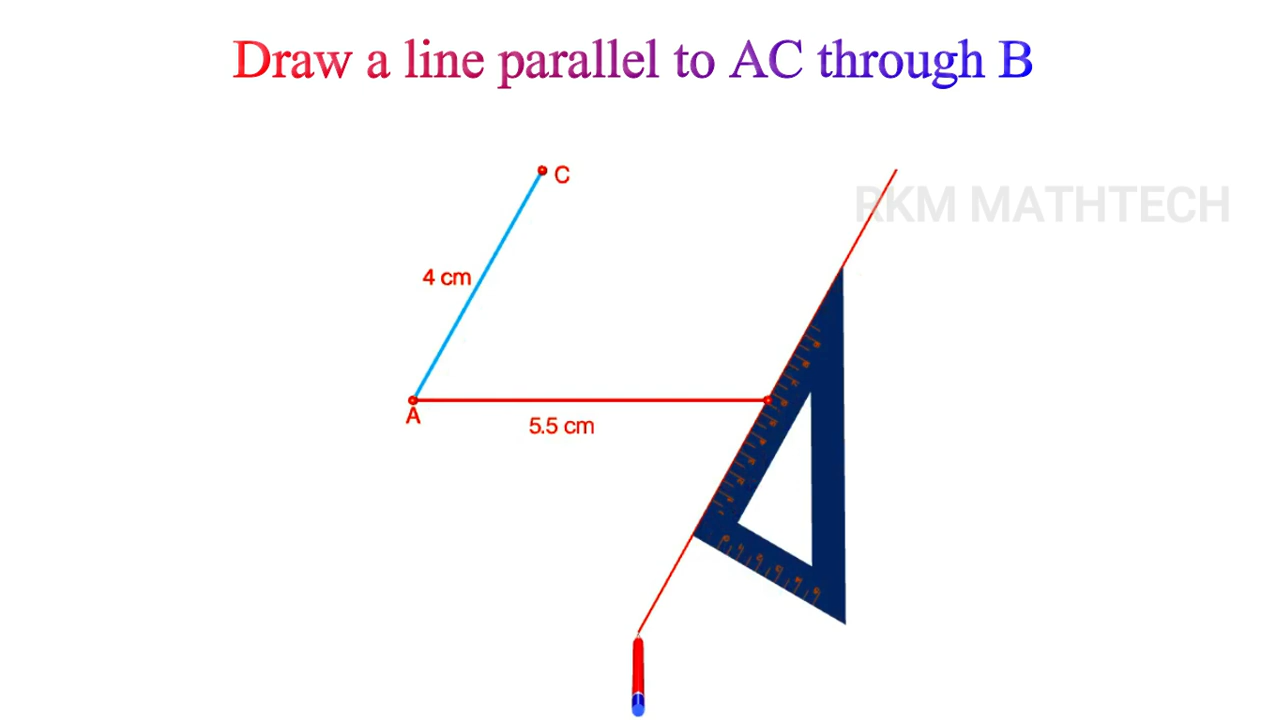 Draw a line parallel to AC through B
C
RKM MATHTECH
4 cm
A
5.5 cm